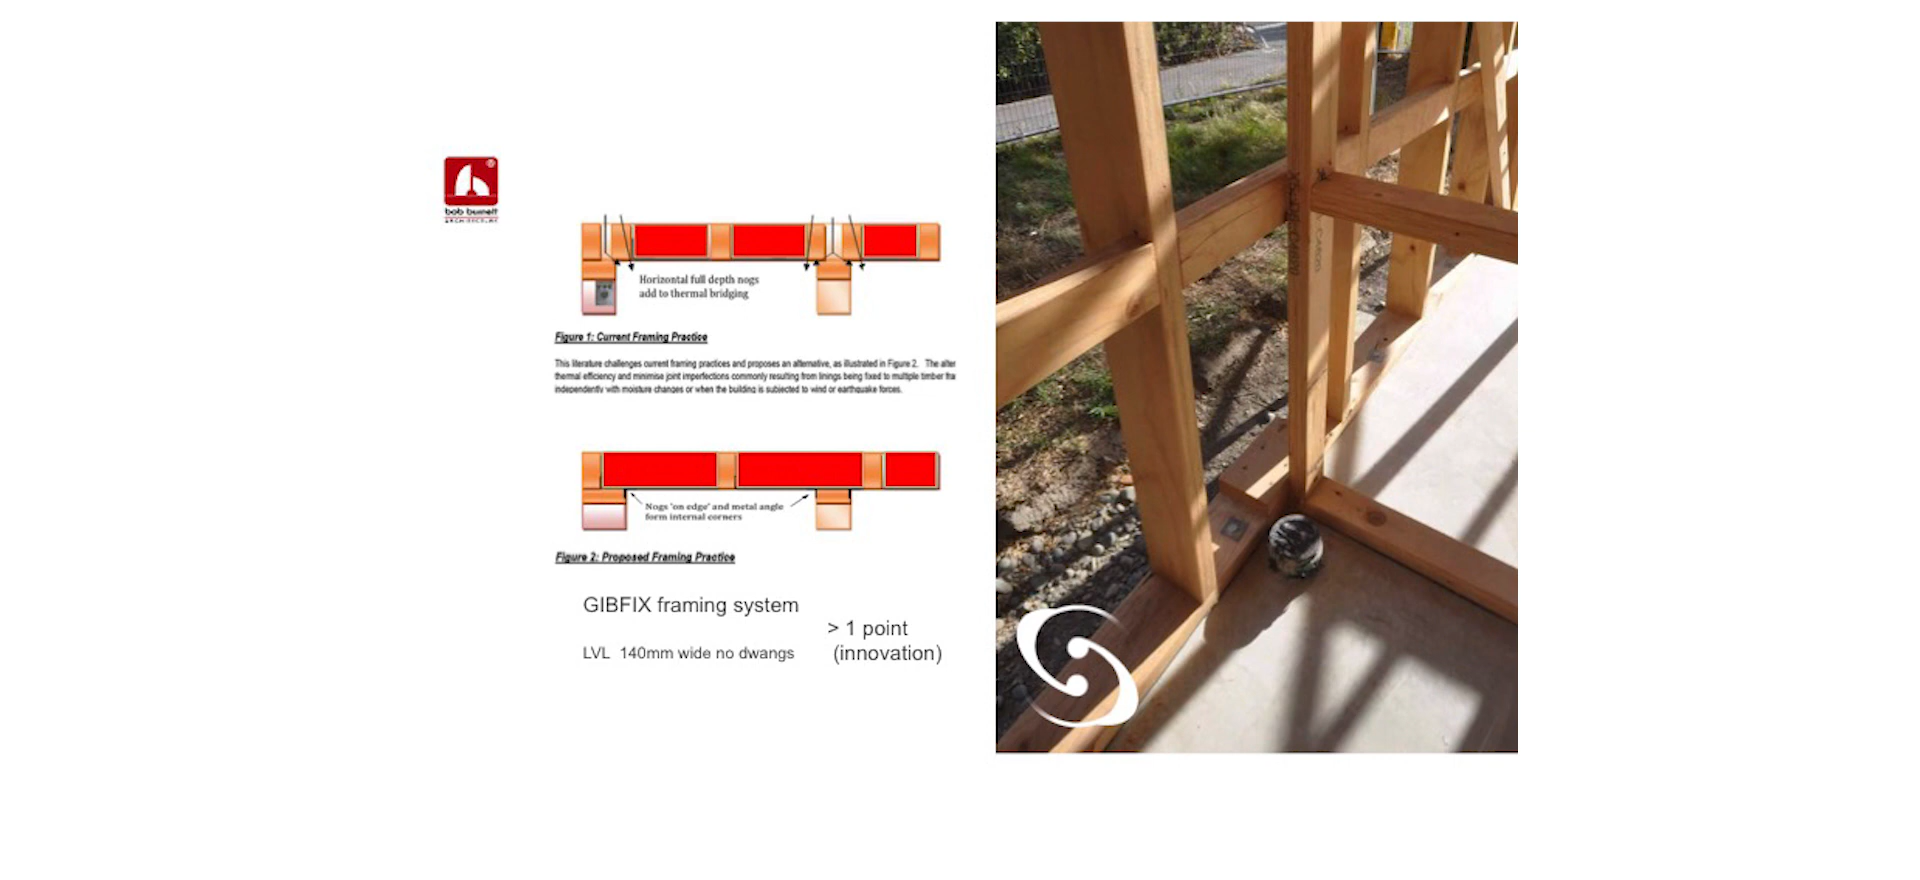 ®
bob burnett
ARCHITECTURE
Horizontal full depth nogs
add to thermal bridging
Figure 1: Current Framing Practice
This literature challenges current framing practices and proposes an alternative, as illustrated in Figure 2. The alter
thermal efficiency and minimise joint imperfections commonly resulting from linings being fixed to multiple timber fra
independently with moisture changes or when the building is subjected to wind or earthquake forces.
Nogs "on edge" and metal angle
form internal corners
Figure 2: Proposed Framing Practice
GIBFIX framing system
> 1 point
LVL 140mm wide no dwangs
(innovation)